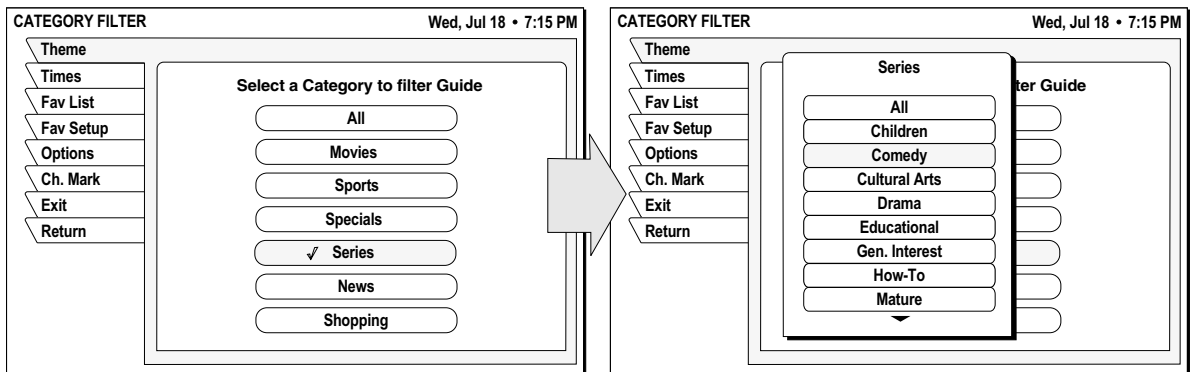 CATEGORY FILTER
Wed, Jul 18 • 7:15 PM
Theme
Times
Fav List
Fav Setup
Options
Ch. Mark
Exit
Return
Select a Category to filter Guide
All
Movies
Sports
Specials
✓ Series
News
Shopping
CATEGORY FILTER
Wed, Jul 18 • 7:15 PM
Theme
Times
Fav List
Fav Setup
Options
Ch. Mark
Exit
Return
ter Guide
Series
All
Children
Comedy
Cultural Arts
Drama
Educational
Gen. Interest
How-To
Mature